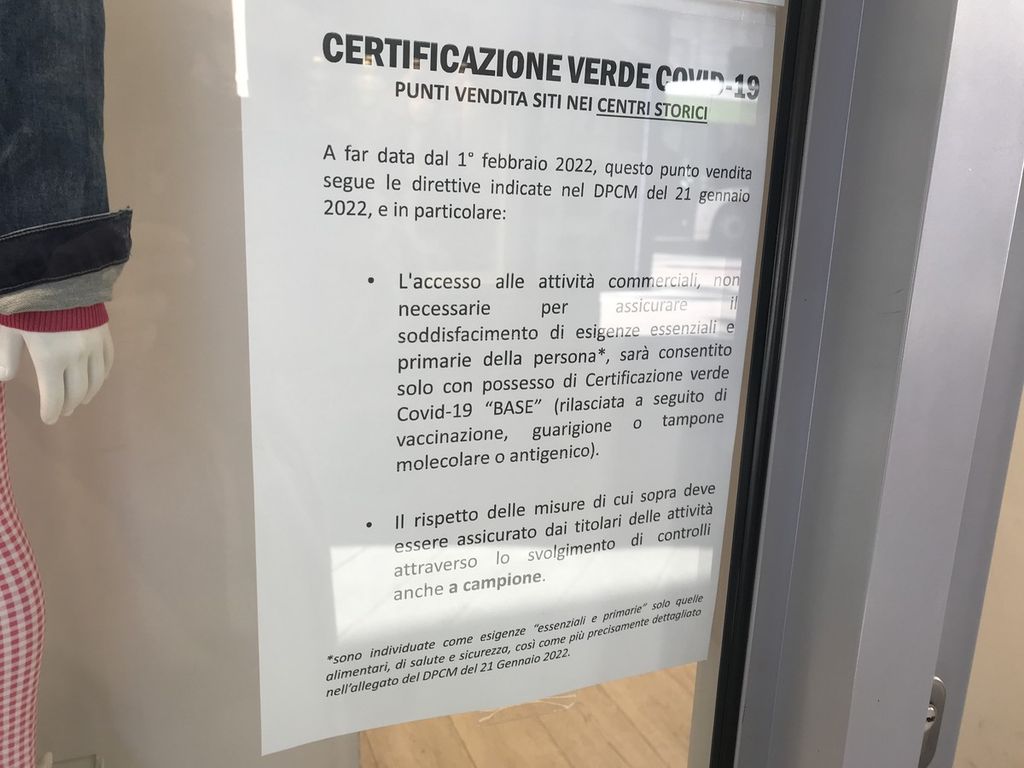 CERTIFICAZIONE VERDE COVID-19
PUNTI VENDITA SITI NEI CENTRI STORICI
A far data dal 1° febbraio 2022, questo punto vendita
segue le direttive indicate nel DPCM del 21 gennaio
2022, e in particolare:
• L'accesso alle attività commerciali, non
necessarie per assicurare il
soddisfacimento di esigenze essenziali e
primarie della persona*, sarà consentito
solo con possesso di Certificazione verde
Covid-19 “BASE” (rilasciata a seguito di
vaccinazione, guarigione o tampone
molecolare o antigenico).
• Il rispetto delle misure di cui sopra deve
essere assicurato dai titolari delle attività
attraverso lo svolgimento di controlli
anche a campione.
*sono individuate come esigenze “essenziali e primarie” solo quelle
alimentari, di salute e sicurezza, così come più precisamente dettagliato
nell’allegato del DPCM del 21 Gennaio 2022.